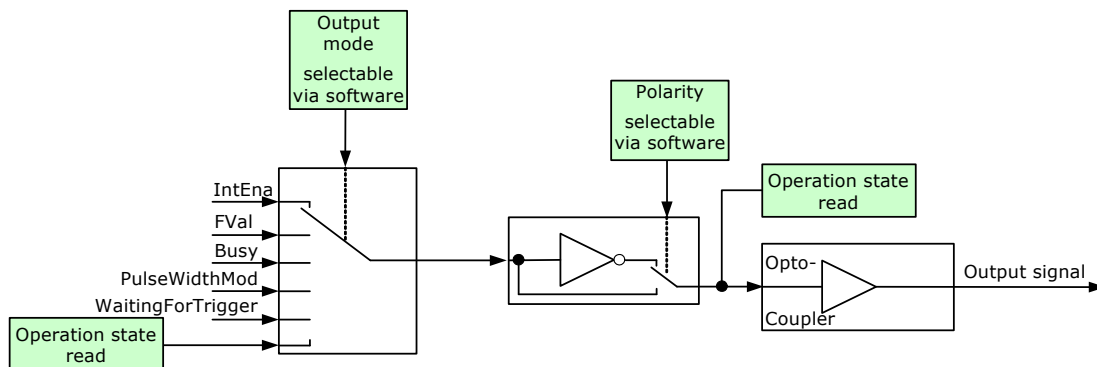 Output
mode
selectable
via software
Polarity
selectable
via software
IntEna
FVal
Busy
PulseWidthMod
WaitingForTrigger
Operation state
read
Operation state
read
Opto-
Coupler
Output signal